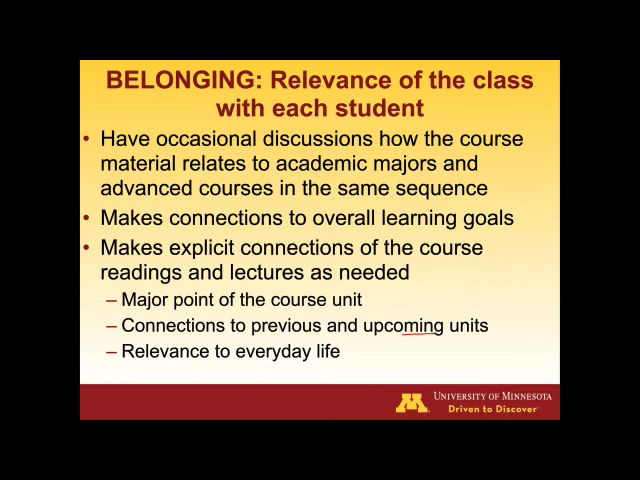 BELONGING: Relevance of the class
with each student
• Have occasional discussions how the course
material relates to academic majors and
advanced courses in the same sequence
• Makes connections to overall learning goals
• Makes explicit connections of the course
readings and lectures as needed
– Major point of the course unit
– Connections to previous and upcoming units
– Relevance to everyday life
M UNIVERSITY OF MINNESOTA
Driven to Discover